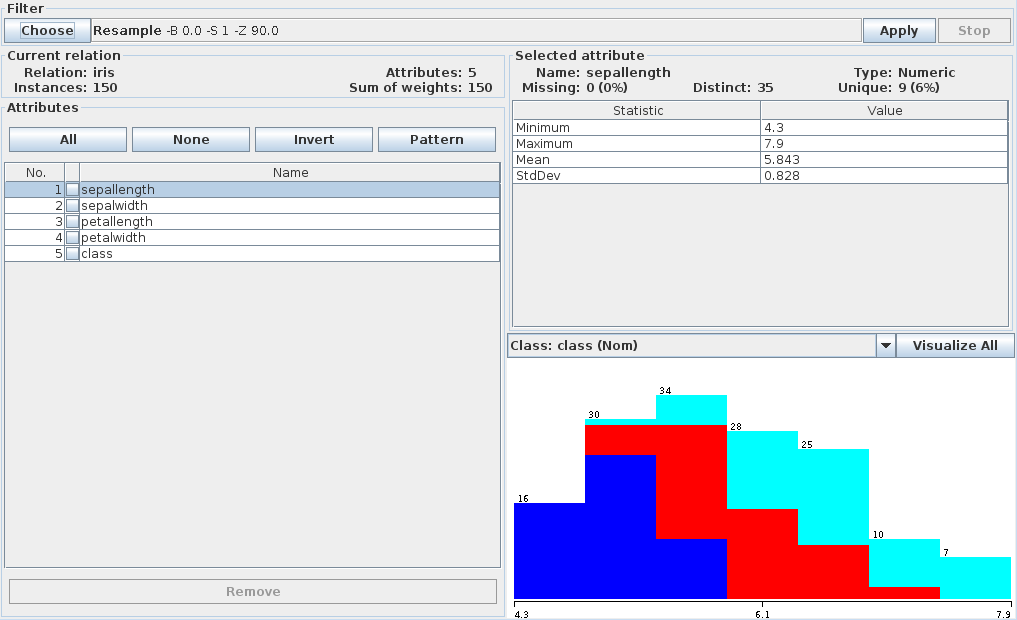 Filter
Choose Resample -B 0.0 -S 1 -Z 90.0 Apply Stop
Current relation
Relation: iris Attributes: 5
Instances: 150 Sum of weights: 150
Attributes
All None Invert Pattern
No. Name
1 sepallength
2 sepalwidth
3 petallength
4 petalwidth
5 class
Remove
Selected attribute
Name: sepallength Type: Numeric
Missing: 0 (0%) Distinct: 35 Unique: 9 (6%)
Statistic Value
Minimum 4.3
Maximum 7.9
Mean 5.843
StdDev 0.828
Class: class (Nom) Visualize All
34
30
28
25
16
10
7
4.3 6.1 7.9